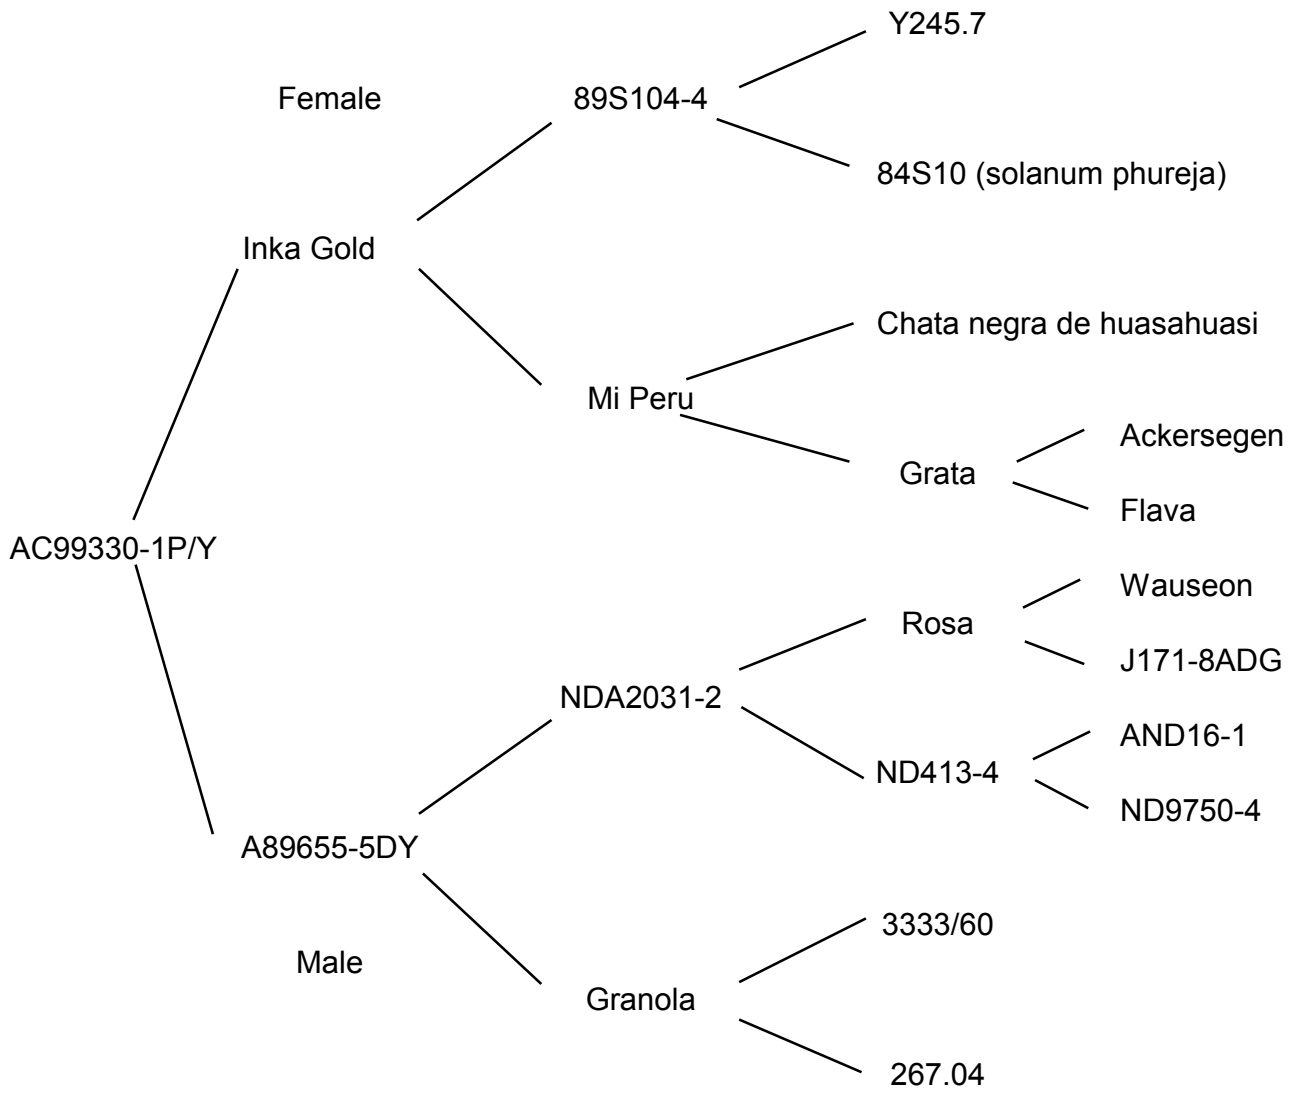 Y245.7
Female
89S104-4
84S10 (solanum phureja)
Inka Gold
Chata negra de huasahuasi
Mi Peru
Ackersegen
Grata
Flava
AC99330-1P/Y
Wauseon
Rosa
J171-8ADG
NDA2031-2
AND16-1
ND413-4
ND9750-4
A89655-5DY
3333/60
Male
Granola
267.04